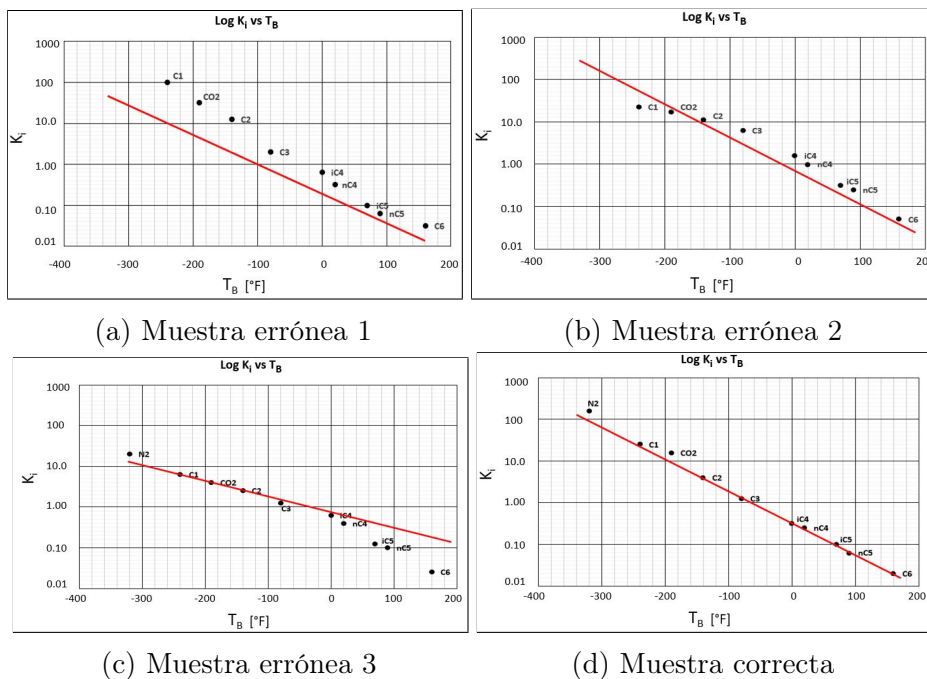 Log Ki vs TB
1000
100
10.0
1.00
0.10
0.01
Ki
C1
CO2
C2
C3
iC4
nC4
iC5
nC5
C6
-400 -300 -200 -100 0 100 200
TB [°F]
(a) Muestra errónea 1
Log Ki vs TB
1000
100
10.0
1.00
0.10
0.01
Ki
C1
CO2
C2
C3
iC4
nC4
iC5
nC5
C6
-400 -300 -200 -100 0 100 200
TB [°F]
(b) Muestra errónea 2
Log Ki vs TB
1000
100
10.0
1.00
0.10
0.01
Ki
N2
C1
CO2
C2
C3
iC4
nC4
iC5
nC5
C6
-400 -300 -200 -100 0 100 200
TB [°F]
(c) Muestra errónea 3
Log Ki vs TB
1000
100
10.0
1.00
0.10
0.01
Ki
N2
C1
CO2
C2
C3
iC4
nC4
iC5
nC5
C6
-400 -300 -200 -100 0 100 200
TB [°F]
(d) Muestra correcta